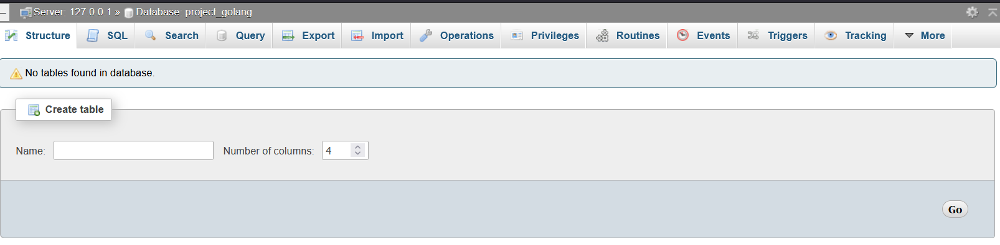 Server: 127.0.0.1 » Database: project_golang
Structure SQL Search Query Export Import Operations Privileges Routines Events Triggers Tracking More
No tables found in database.
Create table
Name: Number of columns: 4
Go